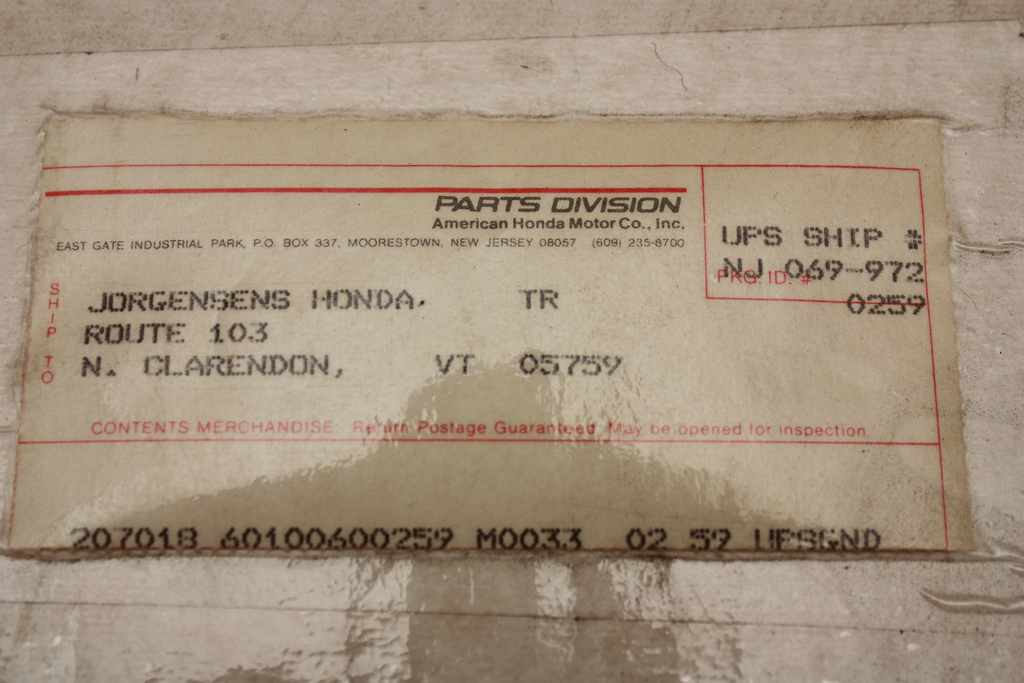 PARTS DIVISION
American Honda Motor Co., Inc.
EAST GATE INDUSTRIAL PARK, P.O. BOX 337, MOORESTOWN, NEW JERSEY 08057 (609) 235-8700
UPS SHIP #
NJ 069-972
PKG. ID. #
0259
SHIP TO
JORGENSENS HONDA. TR
ROUTE 103
N. CLARENDON, VT 05759
CONTENTS MERCHANDISE: Return Postage Guaranteed. May be opened for inspection
207018 60100600259 M0033 02 59 UPSGND